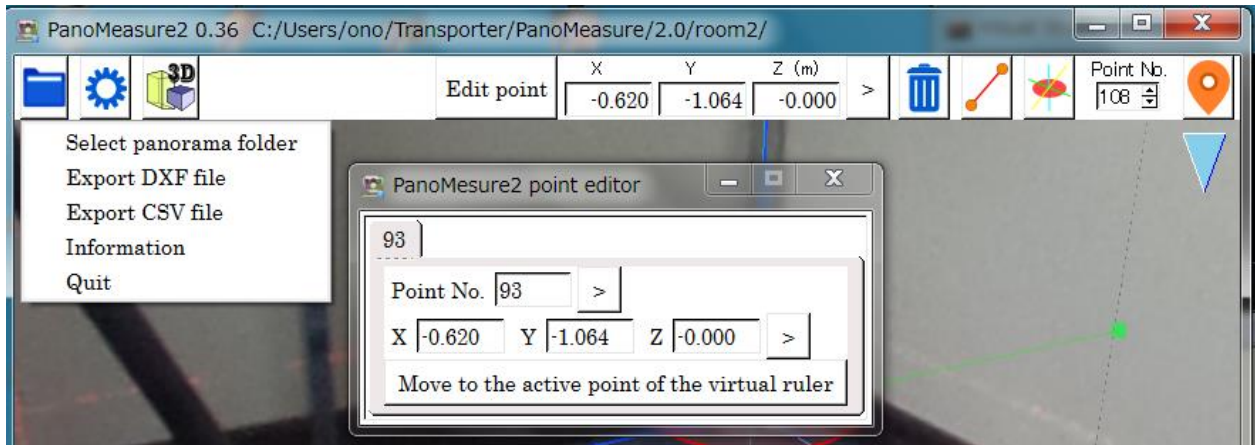 PanoMeasure2 0.36 C:/Users/ono/Transporter/PanoMeasure/2.0/room2/
3D
Edit point
X Y Z (m)
-0.620 -1.064 -0.000 >
Point No.
108
Select panorama folder
Export DXF file
Export CSV file
Information
Quit
PanoMesure2 point editor
93
Point No. 93 >
X -0.620 Y -1.064 Z -0.000 >
Move to the active point of the virtual ruler